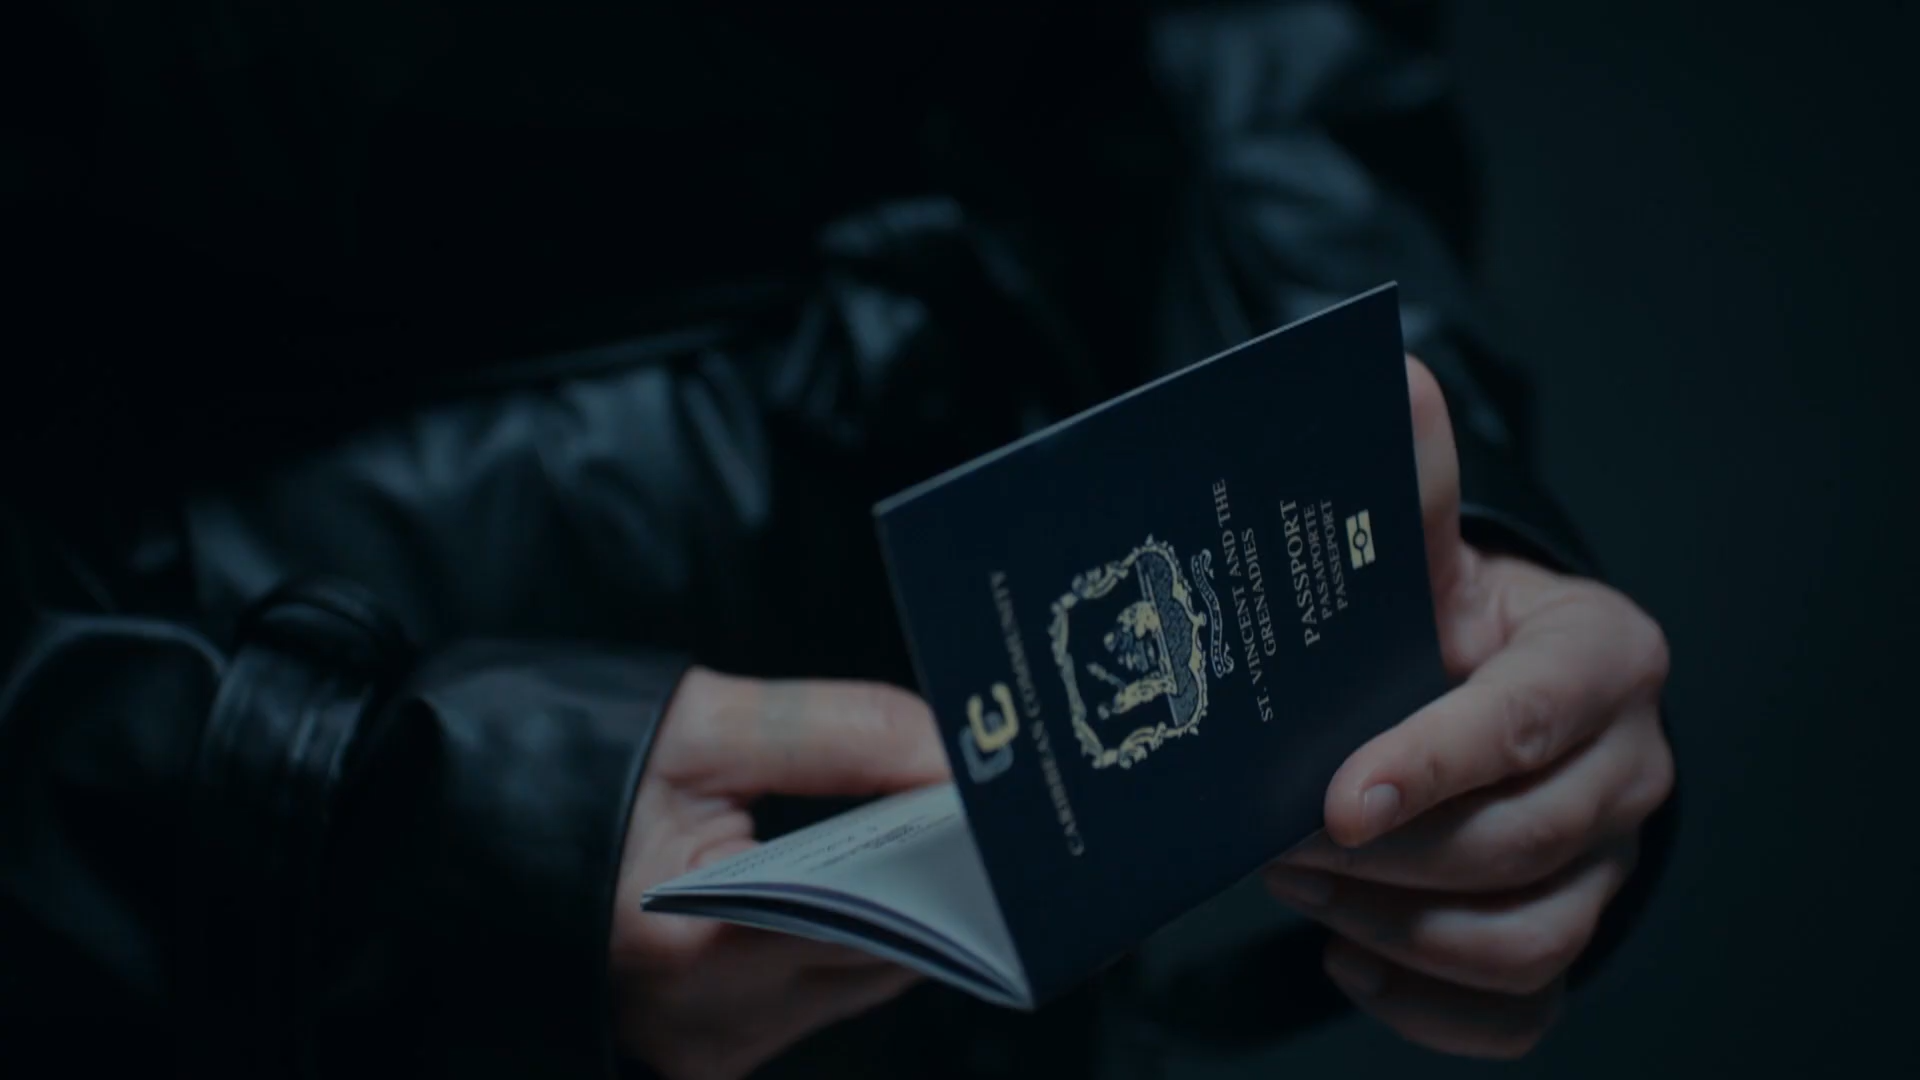 CARIBBEAN COMMUNITY
ST. VINCENT AND THE
GRENADIES
PASSPORT
PASAPORTE
PASSEPORT